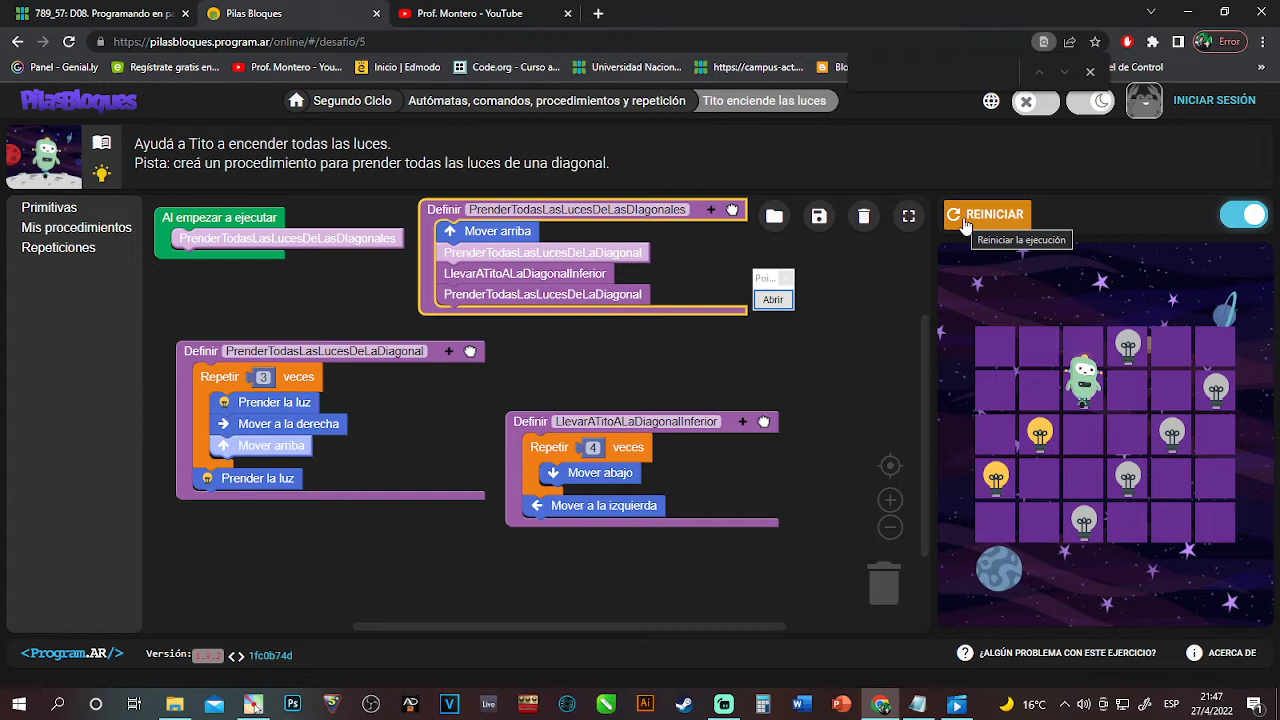 789_57: D08. Programando en pa
Pilas Bloques
Prof. Montero - YouTube
https://pilasbloques.program.ar/online/#/desafio/5
Error
Panel - Genial.ly
Regístrate gratis en...
Prof. Montero - Yo...
Inicio | Edmodo
Code.org - Curso a...
Universidad Nacion...
https://campus-act...
Blo
el de Control
»
PilasBloques
Segundo Ciclo
Autómatas, comandos, procedimientos y repetición
Tito enciende las luces
INICIAR SESIÓN
Ayudá a Tito a encender todas las luces.
Pista: creá un procedimiento para prender todas las luces de una diagonal.
Primitivas
Mis procedimientos
Repeticiones
Al empezar a ejecutar
PrenderTodasLasLucesDeLasDIagonales
Definir PrenderTodasLasLucesDeLasDIagonales +
Mover arriba
PrenderTodasLasLucesDeLaDiagonal
LlevarATitoALaDiagonalInferior
PrenderTodasLasLucesDeLaDiagonal
Poi...
Abrir
REINICIAR
Reiniciar la ejecución
Definir PrenderTodasLasLucesDeLaDiagonal +
Repetir 3 veces
Prender la luz
Mover a la derecha
Mover arriba
Prender la luz
Definir LlevarATitoALaDiagonalInferior +
Repetir 4 veces
Mover abajo
Mover a la izquierda
<Program.AR/>
Versión: 1.9.2 <> 1fc0b74d
¿ALGÚN PROBLEMA CON ESTE EJERCICIO?
ACERCA DE
16°C
ESP
21:47
27/4/2022